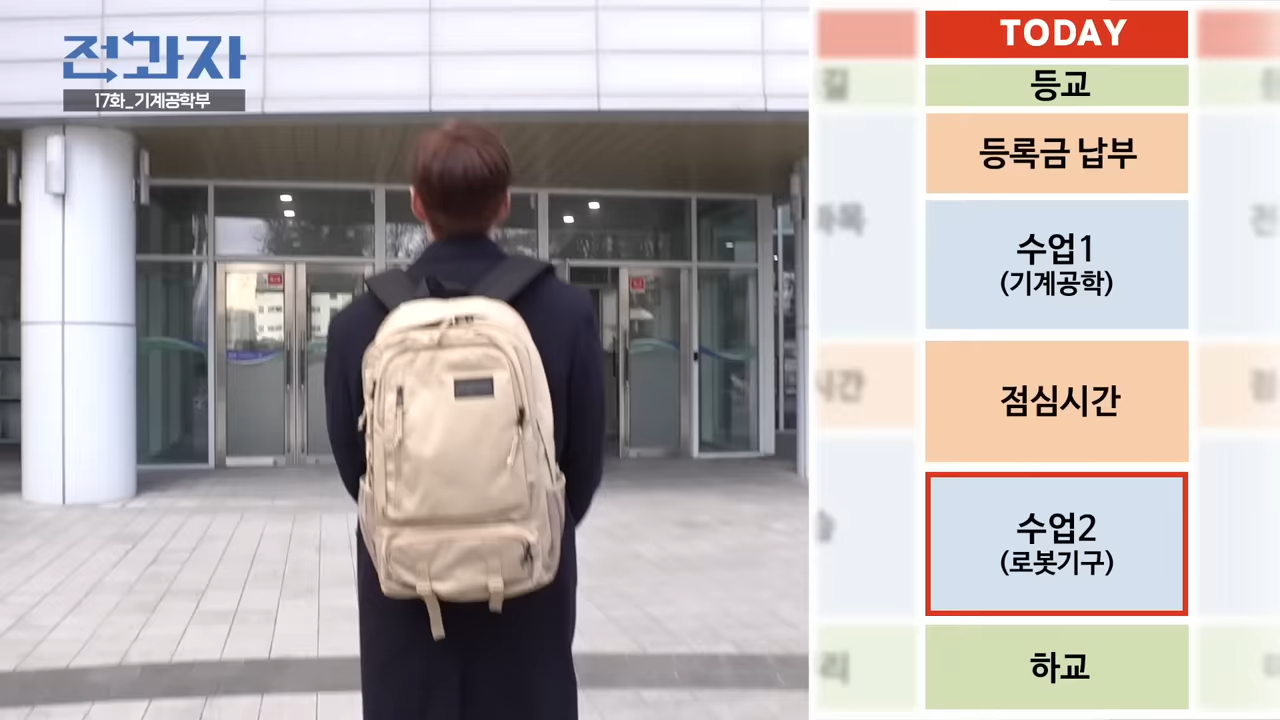 전과자
17화_기계공학부
TODAY
등교
등록금 납부
수업1
(기계공학)
점심시간
수업2
(로봇기구)
하교